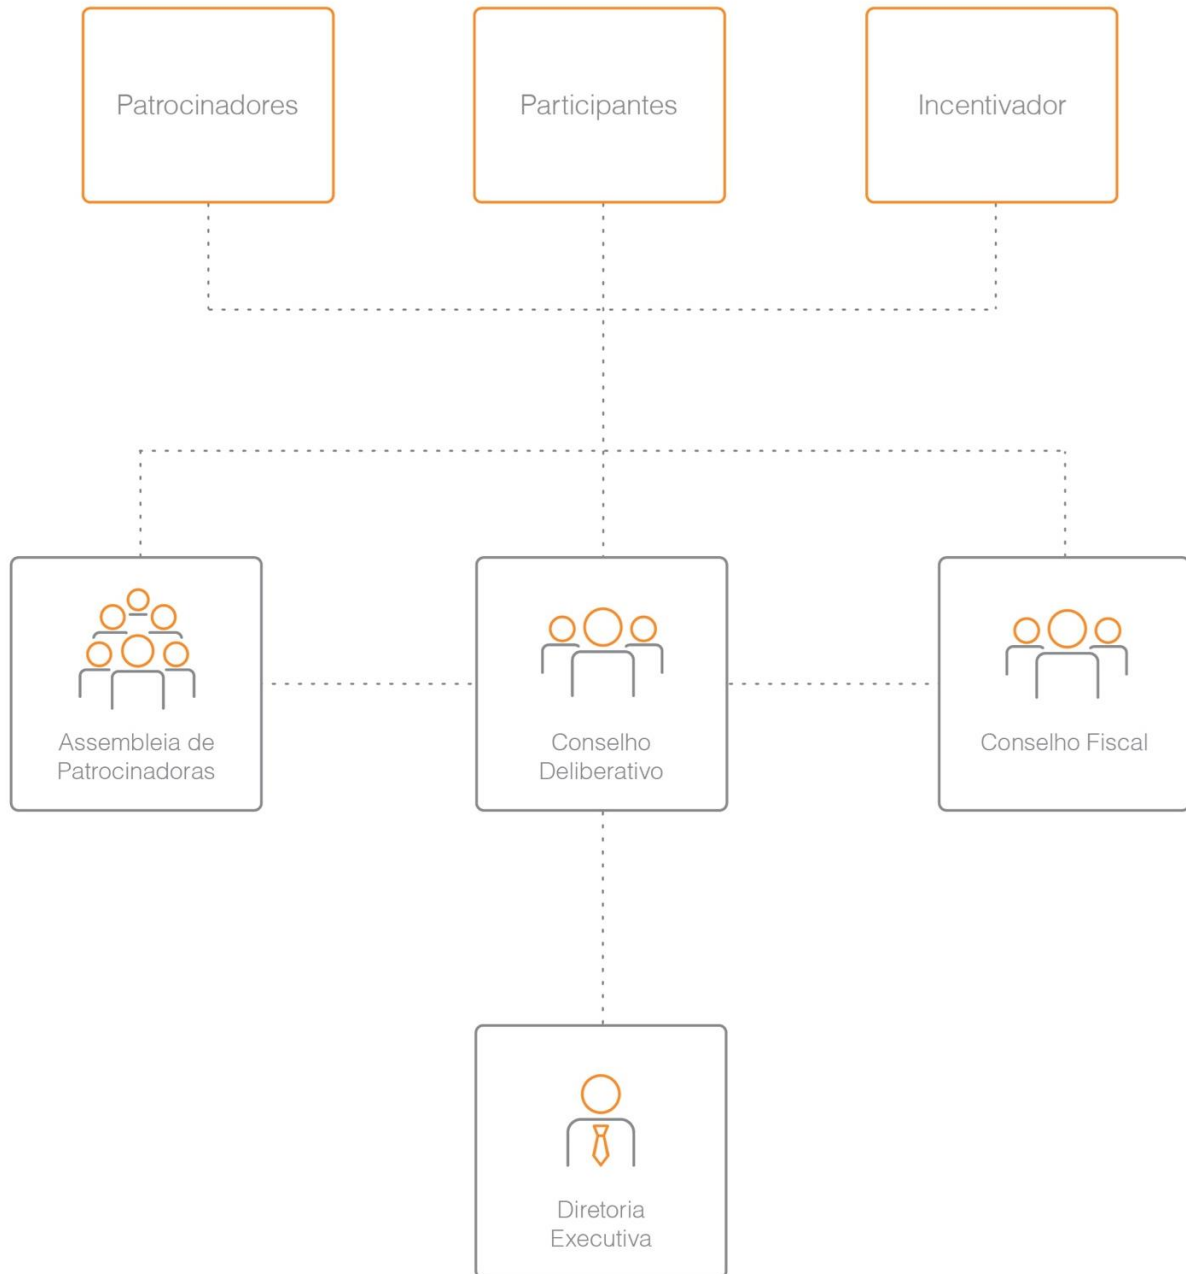 Patrocinadores
Participantes
Incentivador
Assembleia de
Patrocinadoras
Conselho
Deliberativo
Conselho Fiscal
Diretoria
Executiva